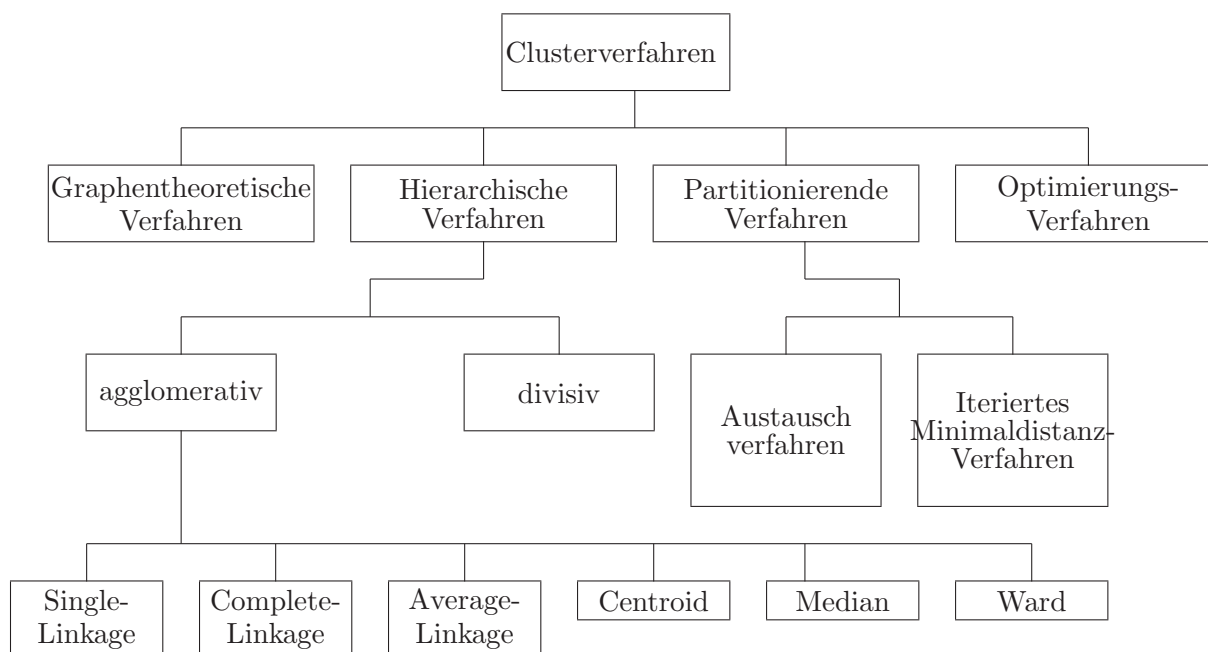 Clusterverfahren
Graphentheoretische
Verfahren
Hierarchische
Verfahren
Partitionierende
Verfahren
Optimierungs-
Verfahren
agglomerativ
divisiv
Austausch
verfahren
Iteriertes
Minimaldistanz-
Verfahren
Single-
Linkage
Complete-
Linkage
Average-
Linkage
Centroid
Median
Ward